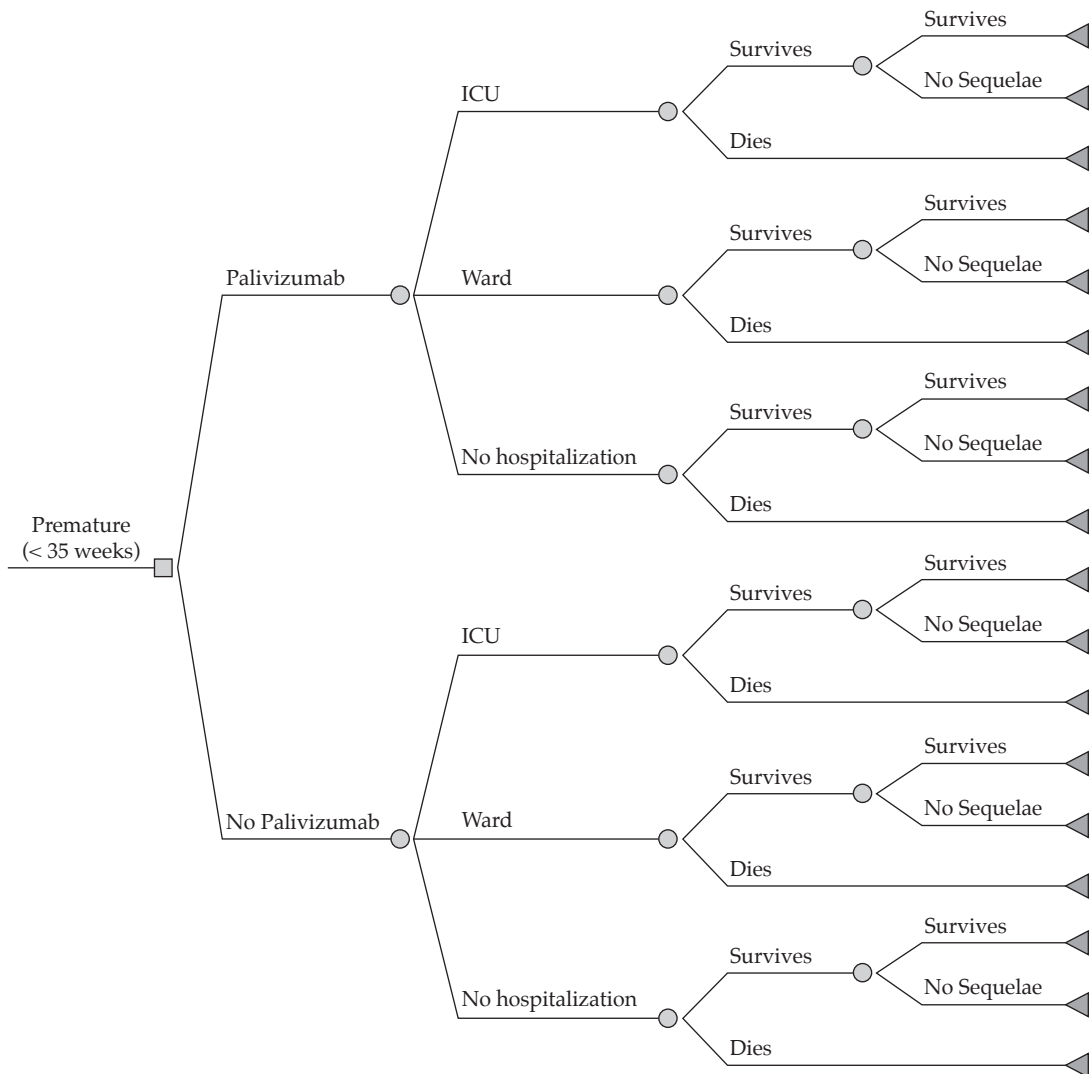 Survives
Survives
No Sequelae
ICU
Dies
Survives
Survives
No Sequelae
Palivizumab
Ward
Dies
Survives
Survives
No Sequelae
No hospitalization
Dies
Premature
(< 35 weeks)
Survives
Survives
No Sequelae
ICU
Dies
Survives
Survives
No Sequelae
No Palivizumab
Ward
Dies
Survives
Survives
No Sequelae
No hospitalization
Dies